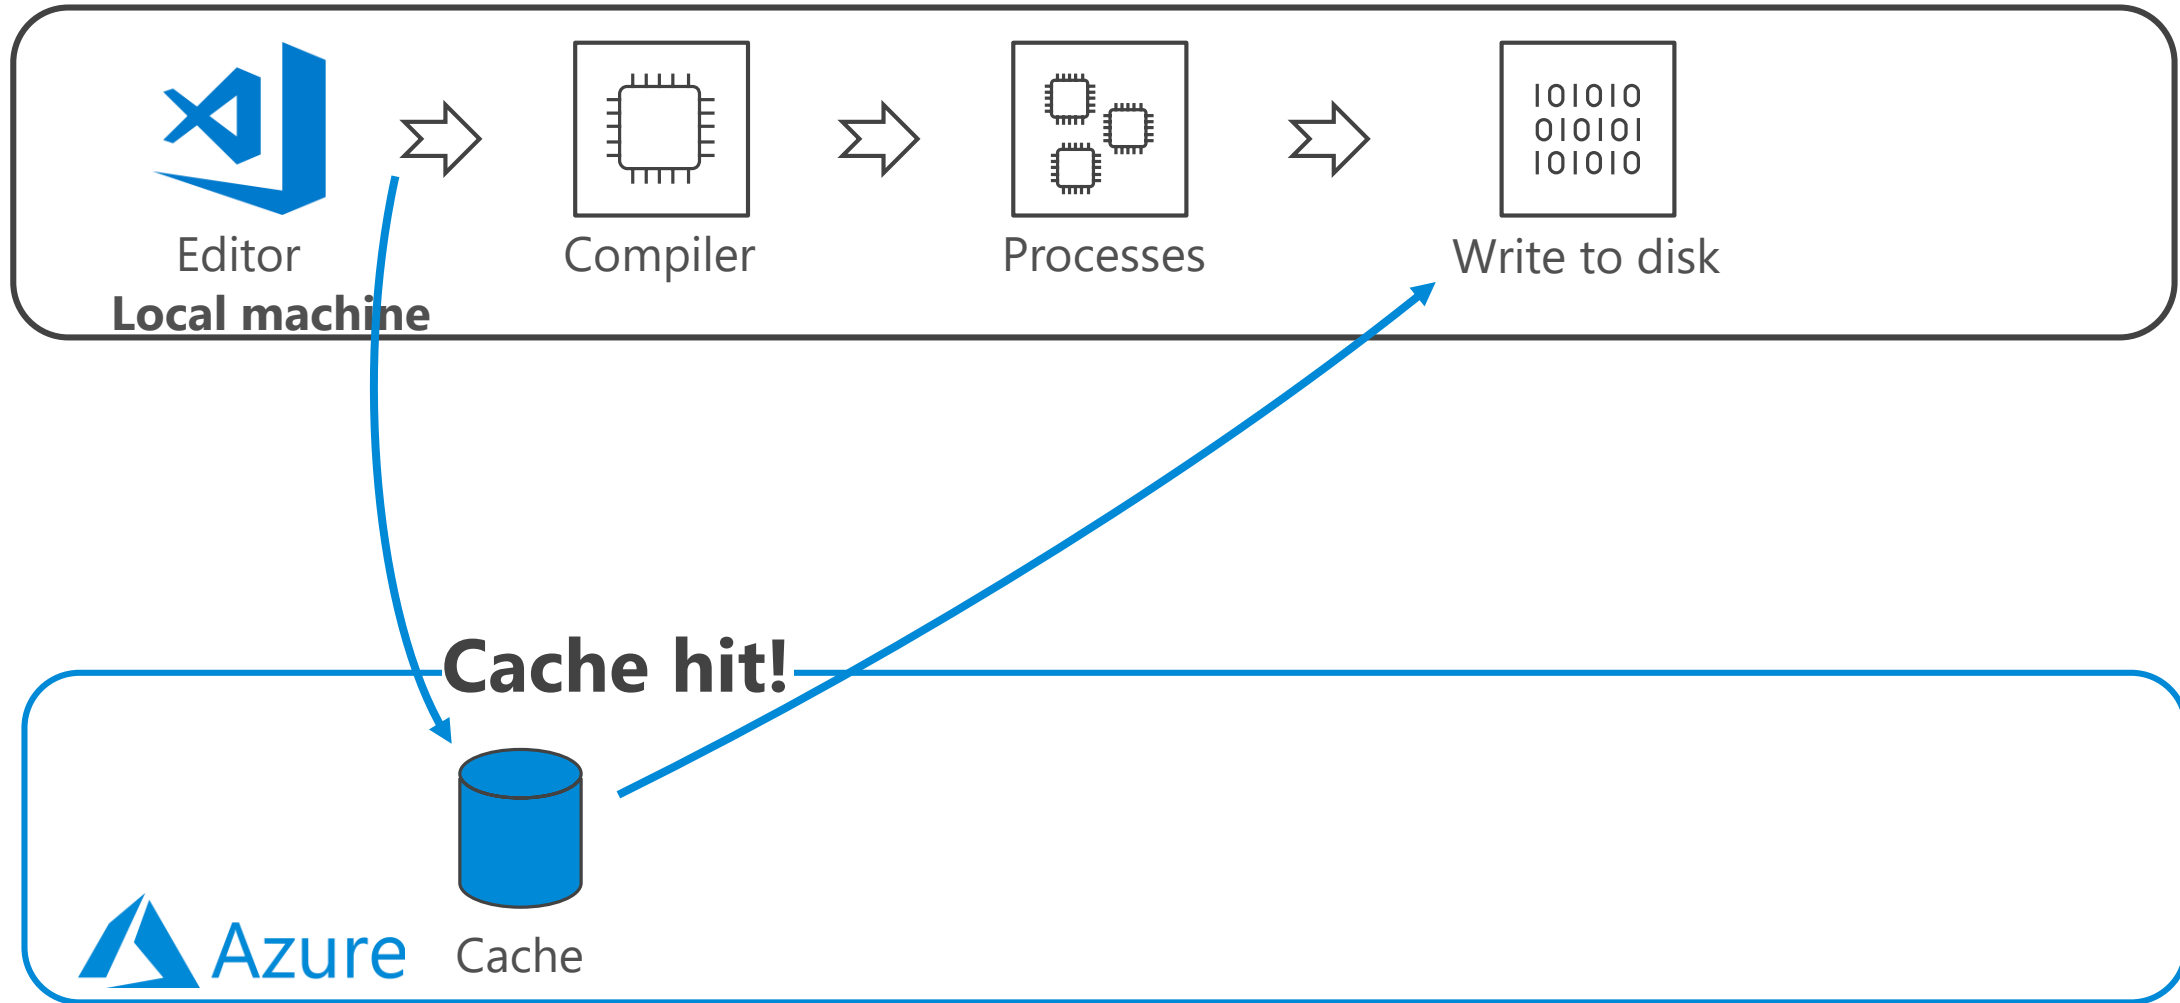 101010
010101
101010
Editor
Compiler
Processes
Write to disk
Local machine
Cache hit!
Azure
Cache